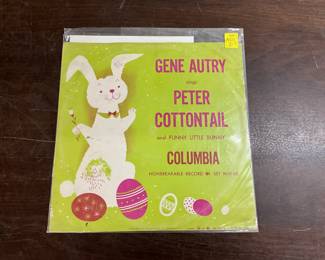 GENE AUTRY
sings
PETER
COTTONTAIL
and FUNNY LITTLE BUNNY
COLUMBIA
NONBREAKABLE RECORD